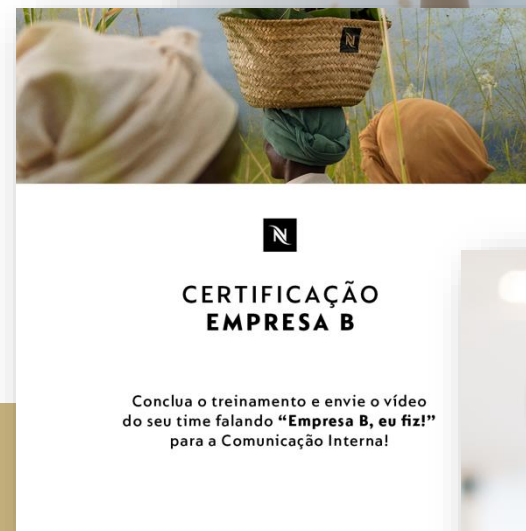 N
N
CERTIFICAÇÃO
EMPRESA B
Conclua o treinamento e envie o vídeo
do seu time falando “Empresa B, eu fiz!”
para a Comunicação Interna!